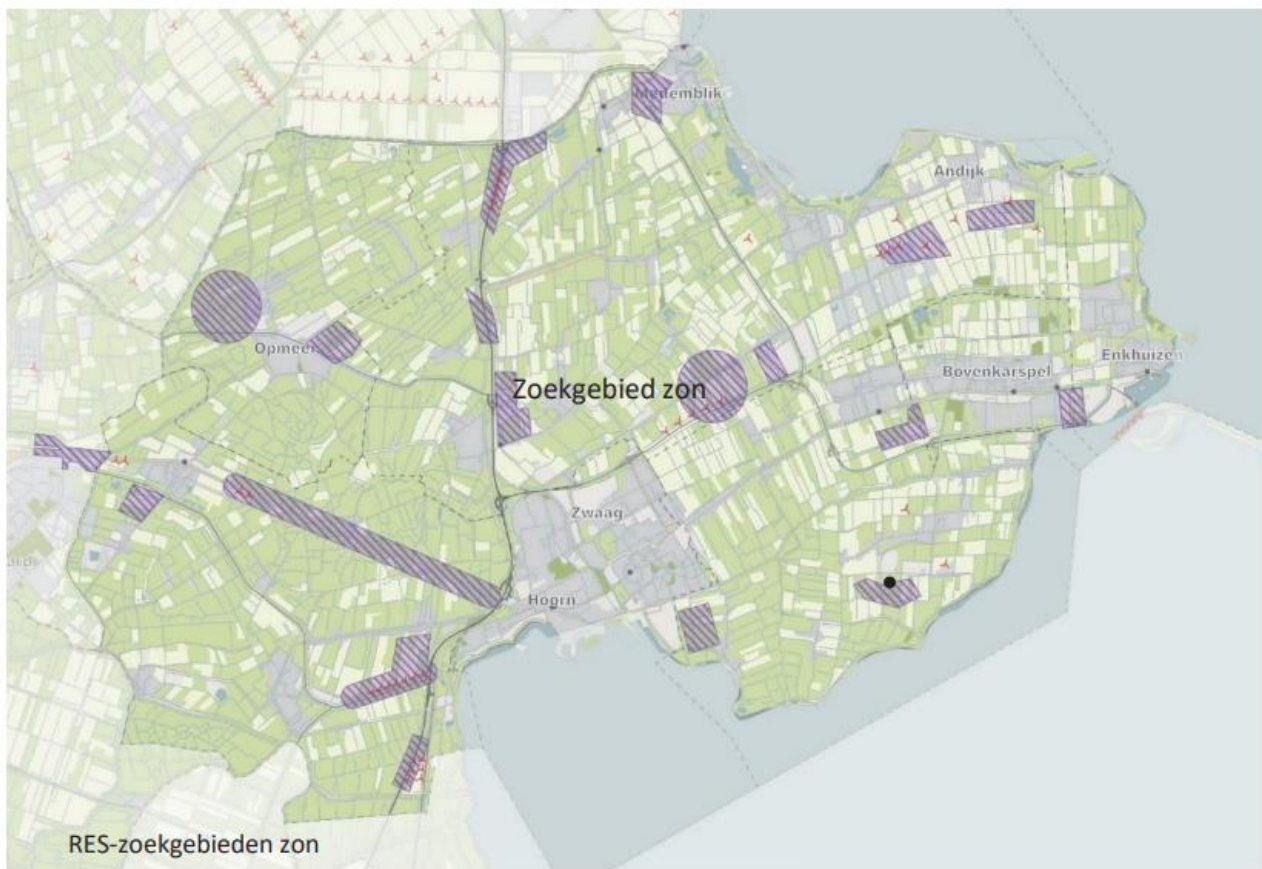 Medemblik
Andijk
Opmeer
Zoekgebied zon
Bovenkarspel
Enkhuizen
Zwaag
Hoorn
RES-zoekgebieden zon